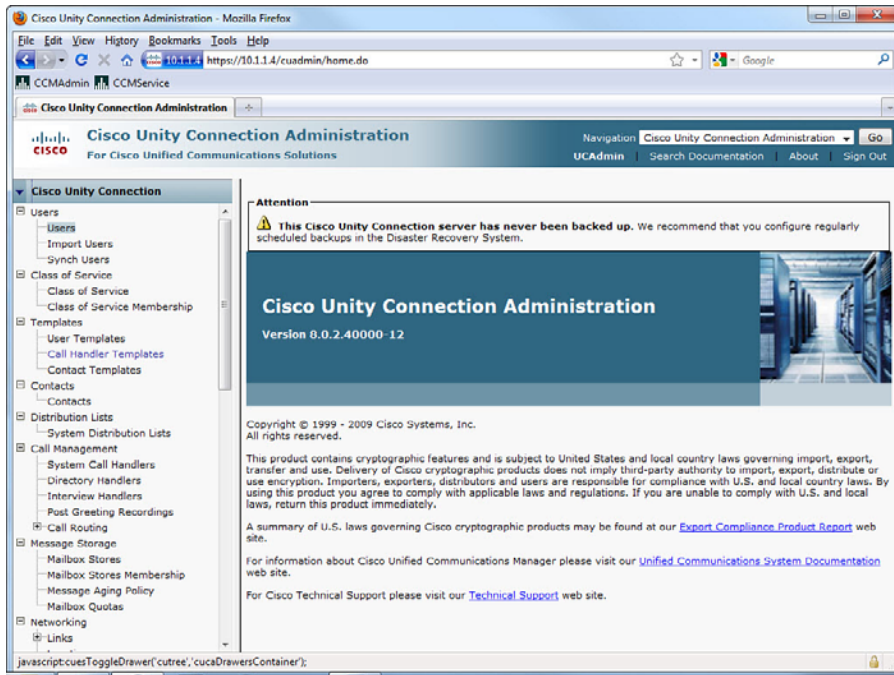 Cisco Unity Connection Administration - Mozilla Firefox
File Edit View History Bookmarks Tools Help
10.1.1.4 https://10.1.1.4/cuadmin/home.do
Google
CCMAdmin CCMService
Cisco Unity Connection Administration
CISCO
Cisco Unity Connection Administration
For Cisco Unified Communications Solutions
Navigation Cisco Unity Connection Administration Go
UCAdmin | Search Documentation | About | Sign Out
Cisco Unity Connection
Users
Users
Import Users
Synch Users
Class of Service
Class of Service
Class of Service Membership
Templates
User Templates
Call Handler Templates
Contact Templates
Contacts
Contacts
Distribution Lists
System Distribution Lists
Call Management
System Call Handlers
Directory Handlers
Interview Handlers
Post Greeting Recordings
Call Routing
Message Storage
Mailbox Stores
Mailbox Stores Membership
Message Aging Policy
Mailbox Quotas
Networking
Links
Attention
This Cisco Unity Connection server has never been backed up. We recommend that you configure regularly
scheduled backups in the Disaster Recovery System.
Cisco Unity Connection Administration
Version 8.0.2.40000-12
Copyright © 1999 - 2009 Cisco Systems, Inc.
All rights reserved.
This product contains cryptographic features and is subject to United States and local country laws governing import, export,
transfer and use. Delivery of Cisco cryptographic products does not imply third-party authority to import, export, distribute or
use encryption. Importers, exporters, distributors and users are responsible for compliance with U.S. and local country laws. By
using this product you agree to comply with applicable laws and regulations. If you are unable to comply with U.S. and local
laws, return this product immediately.
A summary of U.S. laws governing Cisco cryptographic products may be found at our Export Compliance Product Report web
site.
For information about Cisco Unified Communications Manager please visit our Unified Communications System Documentation
web site.
For Cisco Technical Support please visit our Technical Support web site.
javascript:cuesToggleDrawer('cutree','cucaDrawersContainer');